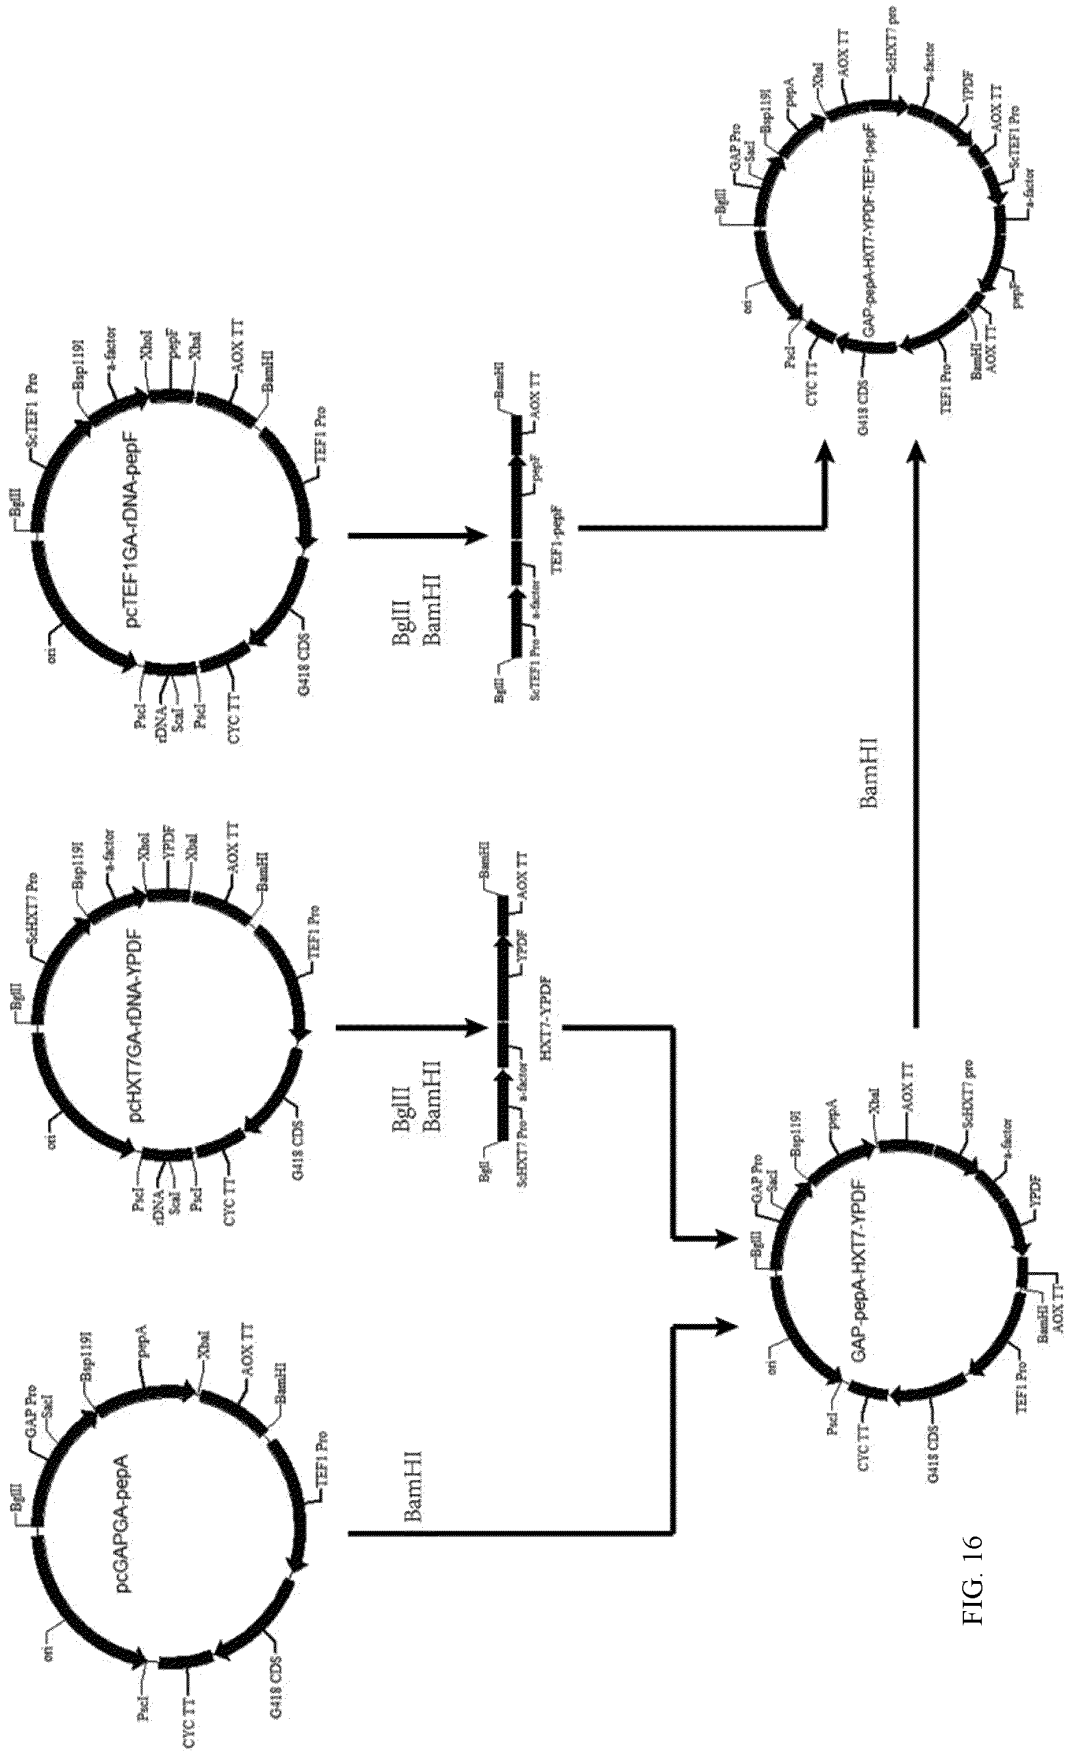 BglII
GAP Pro
SacI
Bsp119I
pepA
XbaI
AOX TT
BamHI
TEF1 Pro
G418 CDS
CYC TT
PscI
ori
pcGAPGA-pepA
BglII
ScHXT7 Pro
Bsp119I
a-factor
XhoI
YPDF
XbaI
AOX TT
BamHI
TEF1 Pro
G418 CDS
CYC TT
PscI
ScaI
rDNA
PscI
ori
pcHXT7GA-rDNA-YPDF
BglII
ScTEF1 Pro
Bsp119I
a-factor
XhoI
pepF
XbaI
AOX TT
BamHI
TEF1 Pro
G418 CDS
CYC TT
PscI
ScaI
rDNA
PscI
ori
pcTEF1GA-rDNA-pepF
BamHI
BglII
BamHI
BglII
BamHI
BglI
ScHXT7 Pro
a-factor
YPDF
AOX TT
BamHI
HXT7-YPDF
BglII
ScTEF1 Pro
a-factor
pepF
AOX TT
BamHI
TEF1-pepF
BglII
GAP Pro
SacI
Bsp119I
pepA
XbaI
AOX TT
ScHXT7 pro
a-factor
YPDF
AOX TT
BamHI
TEF1 Pro
G418 CDS
CYC TT
PscI
ori
GAP-pepA-HXT7-YPDF
BamHI
BglII
GAP Pro
SacI
Bsp119I
pepA
XbaI
AOX TT
ScHXT7 pro
a-factor
YPDF
AOX TT
ScTEF1 Pro
a-factor
pepF
AOX TT
BamHI
TEF1 Pro
G418 CDS
CYC TT
PscI
ori
GAP-pepA-HXT7-YPDF-TEF1-pepF
FIG. 16